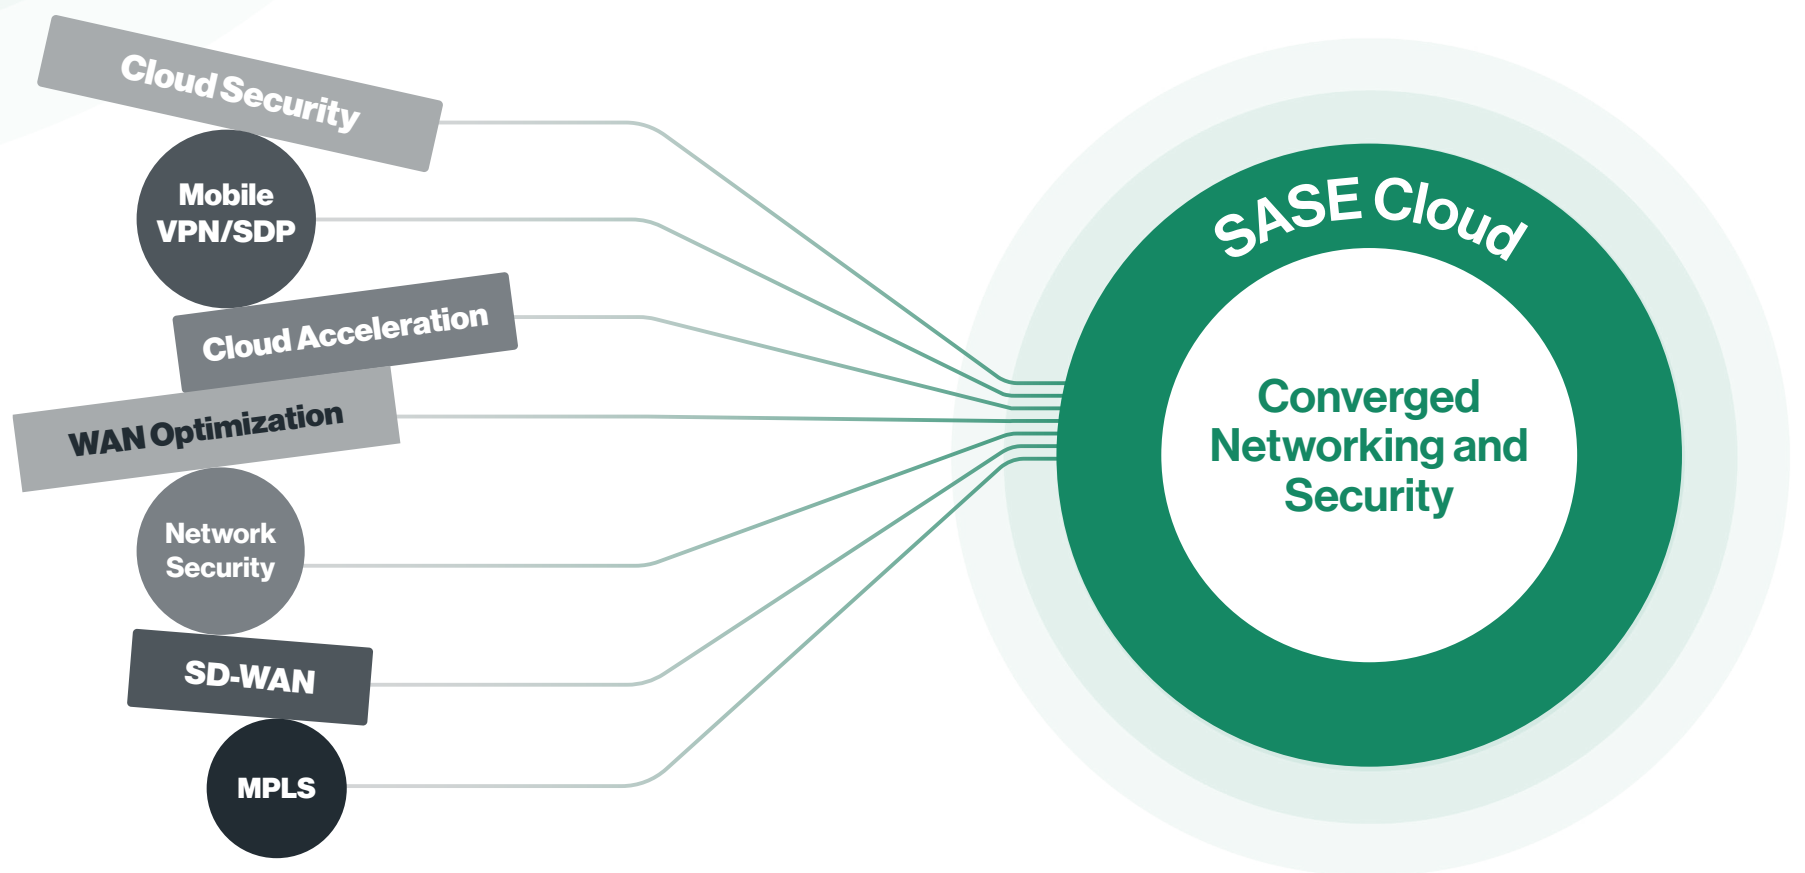 Cloud Security
Mobile
VPN/SDP
Cloud Acceleration
WAN Optimization
Network
Security
SD-WAN
MPLS
SASE Cloud
Converged
Networking and
Security